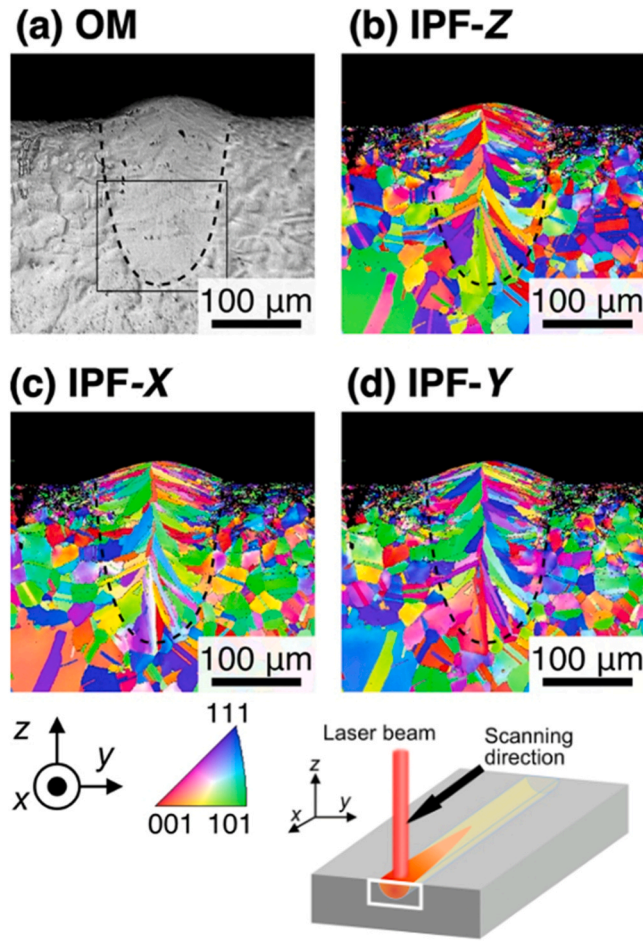 (a) OM
(b) IPF-Z
100 μm
100 μm
(c) IPF-X
(d) IPF-Y
100 μm
100 μm
z
y
x
111
001
101
Laser beam
Scanning
direction
z
y
x